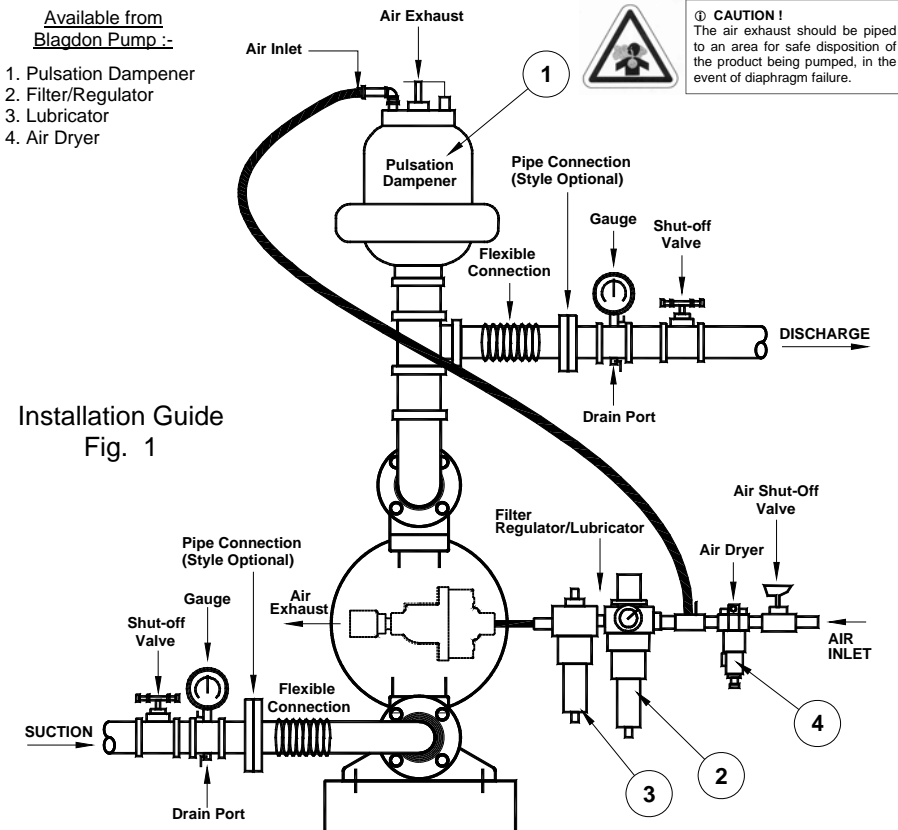 Available from
Blagdon Pump :-
1. Pulsation Dampener
2. Filter/Regulator
3. Lubricator
4. Air Dryer
Air Exhaust
Air Inlet
1
① CAUTION !
The air exhaust should be piped
to an area for safe disposition of
the product being pumped, in the
event of diaphragm failure.
Pulsation
Dampener
Pipe Connection
(Style Optional)
Gauge
Shut-off
Valve
Flexible
Connection
DISCHARGE
Drain Port
Installation Guide
Fig. 1
Filter
Regulator/Lubricator
Air Shut-Off
Valve
Air Dryer
AIR
INLET
Pipe Connection
(Style Optional)
Air
Exhaust
Gauge
Shut-off
Valve
Flexible
Connection
SUCTION
Drain Port
4
2
3